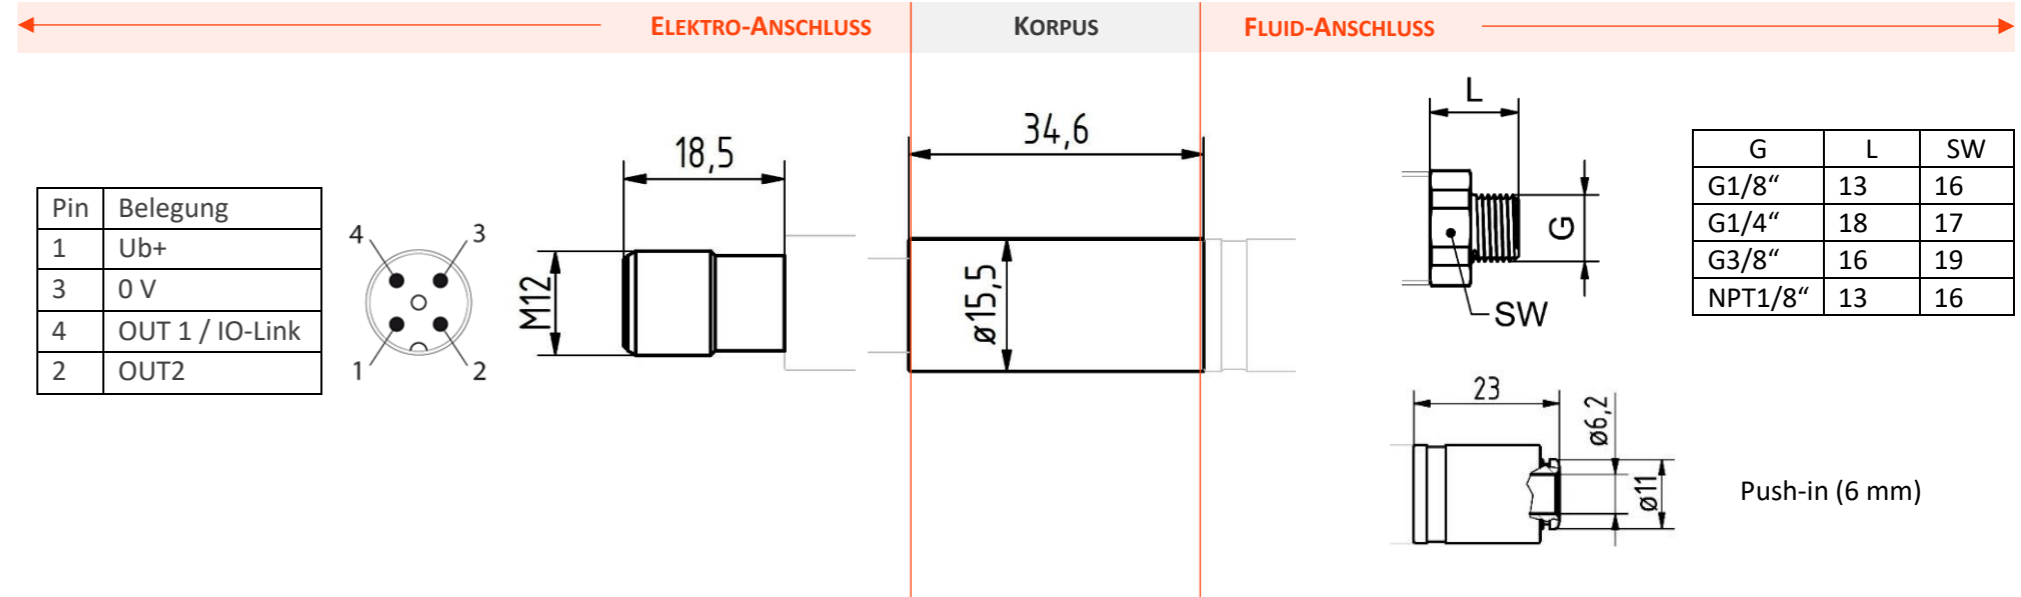 ELEKTRO-ANSCHLUSS
KORPUS
FLUID-ANSCHLUSS
Pin Belegung
1 Ub+
3 0 V
4 OUT 1 / IO-Link
2 OUT2
4 3
1 2
18,5
M12
34,6
ø15,5
L
G
SW
G L SW
G1/8“ 13 16
G1/4“ 18 17
G3/8“ 16 19
NPT1/8“ 13 16
23
ø6,2
ø11
Push-in (6 mm)